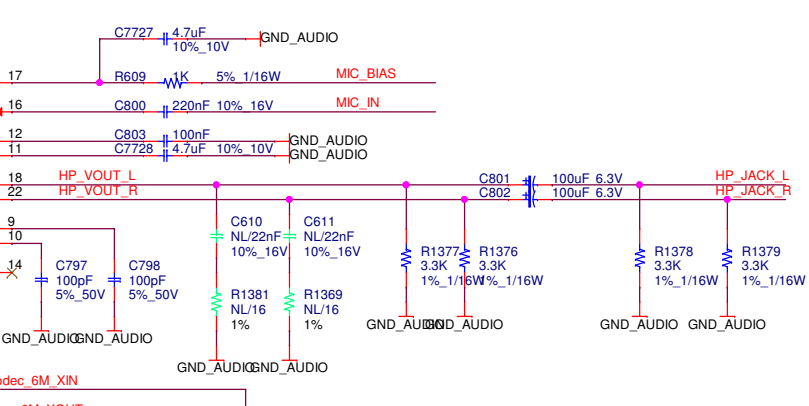 C7727 4.7uF GND_AUDIO
10%_10V
17 R609 1K 5%_1/16W MIC_BIAS
16 C800 220nF 10%_16V MIC_IN
12 C803 100nF GND_AUDIO
11 C7728 4.7uF 10%_10V GND_AUDIO
18 HP_VOUT_L C801 100uF 6.3V HP_JACK_L
22 HP_VOUT_R C802 100uF 6.3V HP_JACK_R
9
10
14
C610
NL/22nF
10%_16V
C611
NL/22nF
10%_16V
C797
100pF
5%_50V
C798
100pF
5%_50V
R1377
3.3K
1%_1/16W
R1376
3.3K
1%_1/16W
R1378
3.3K
1%_1/16W
R1379
3.3K
1%_1/16W
R1381
NL/16
1%
R1369
NL/16
1%
GND_AUDIO GND_AUDIO GND_AUDIO GND_AUDIO
GND_AUDIO GND_AUDIO
GND_AUDIO GND_AUDIO
dec_6M_XIN